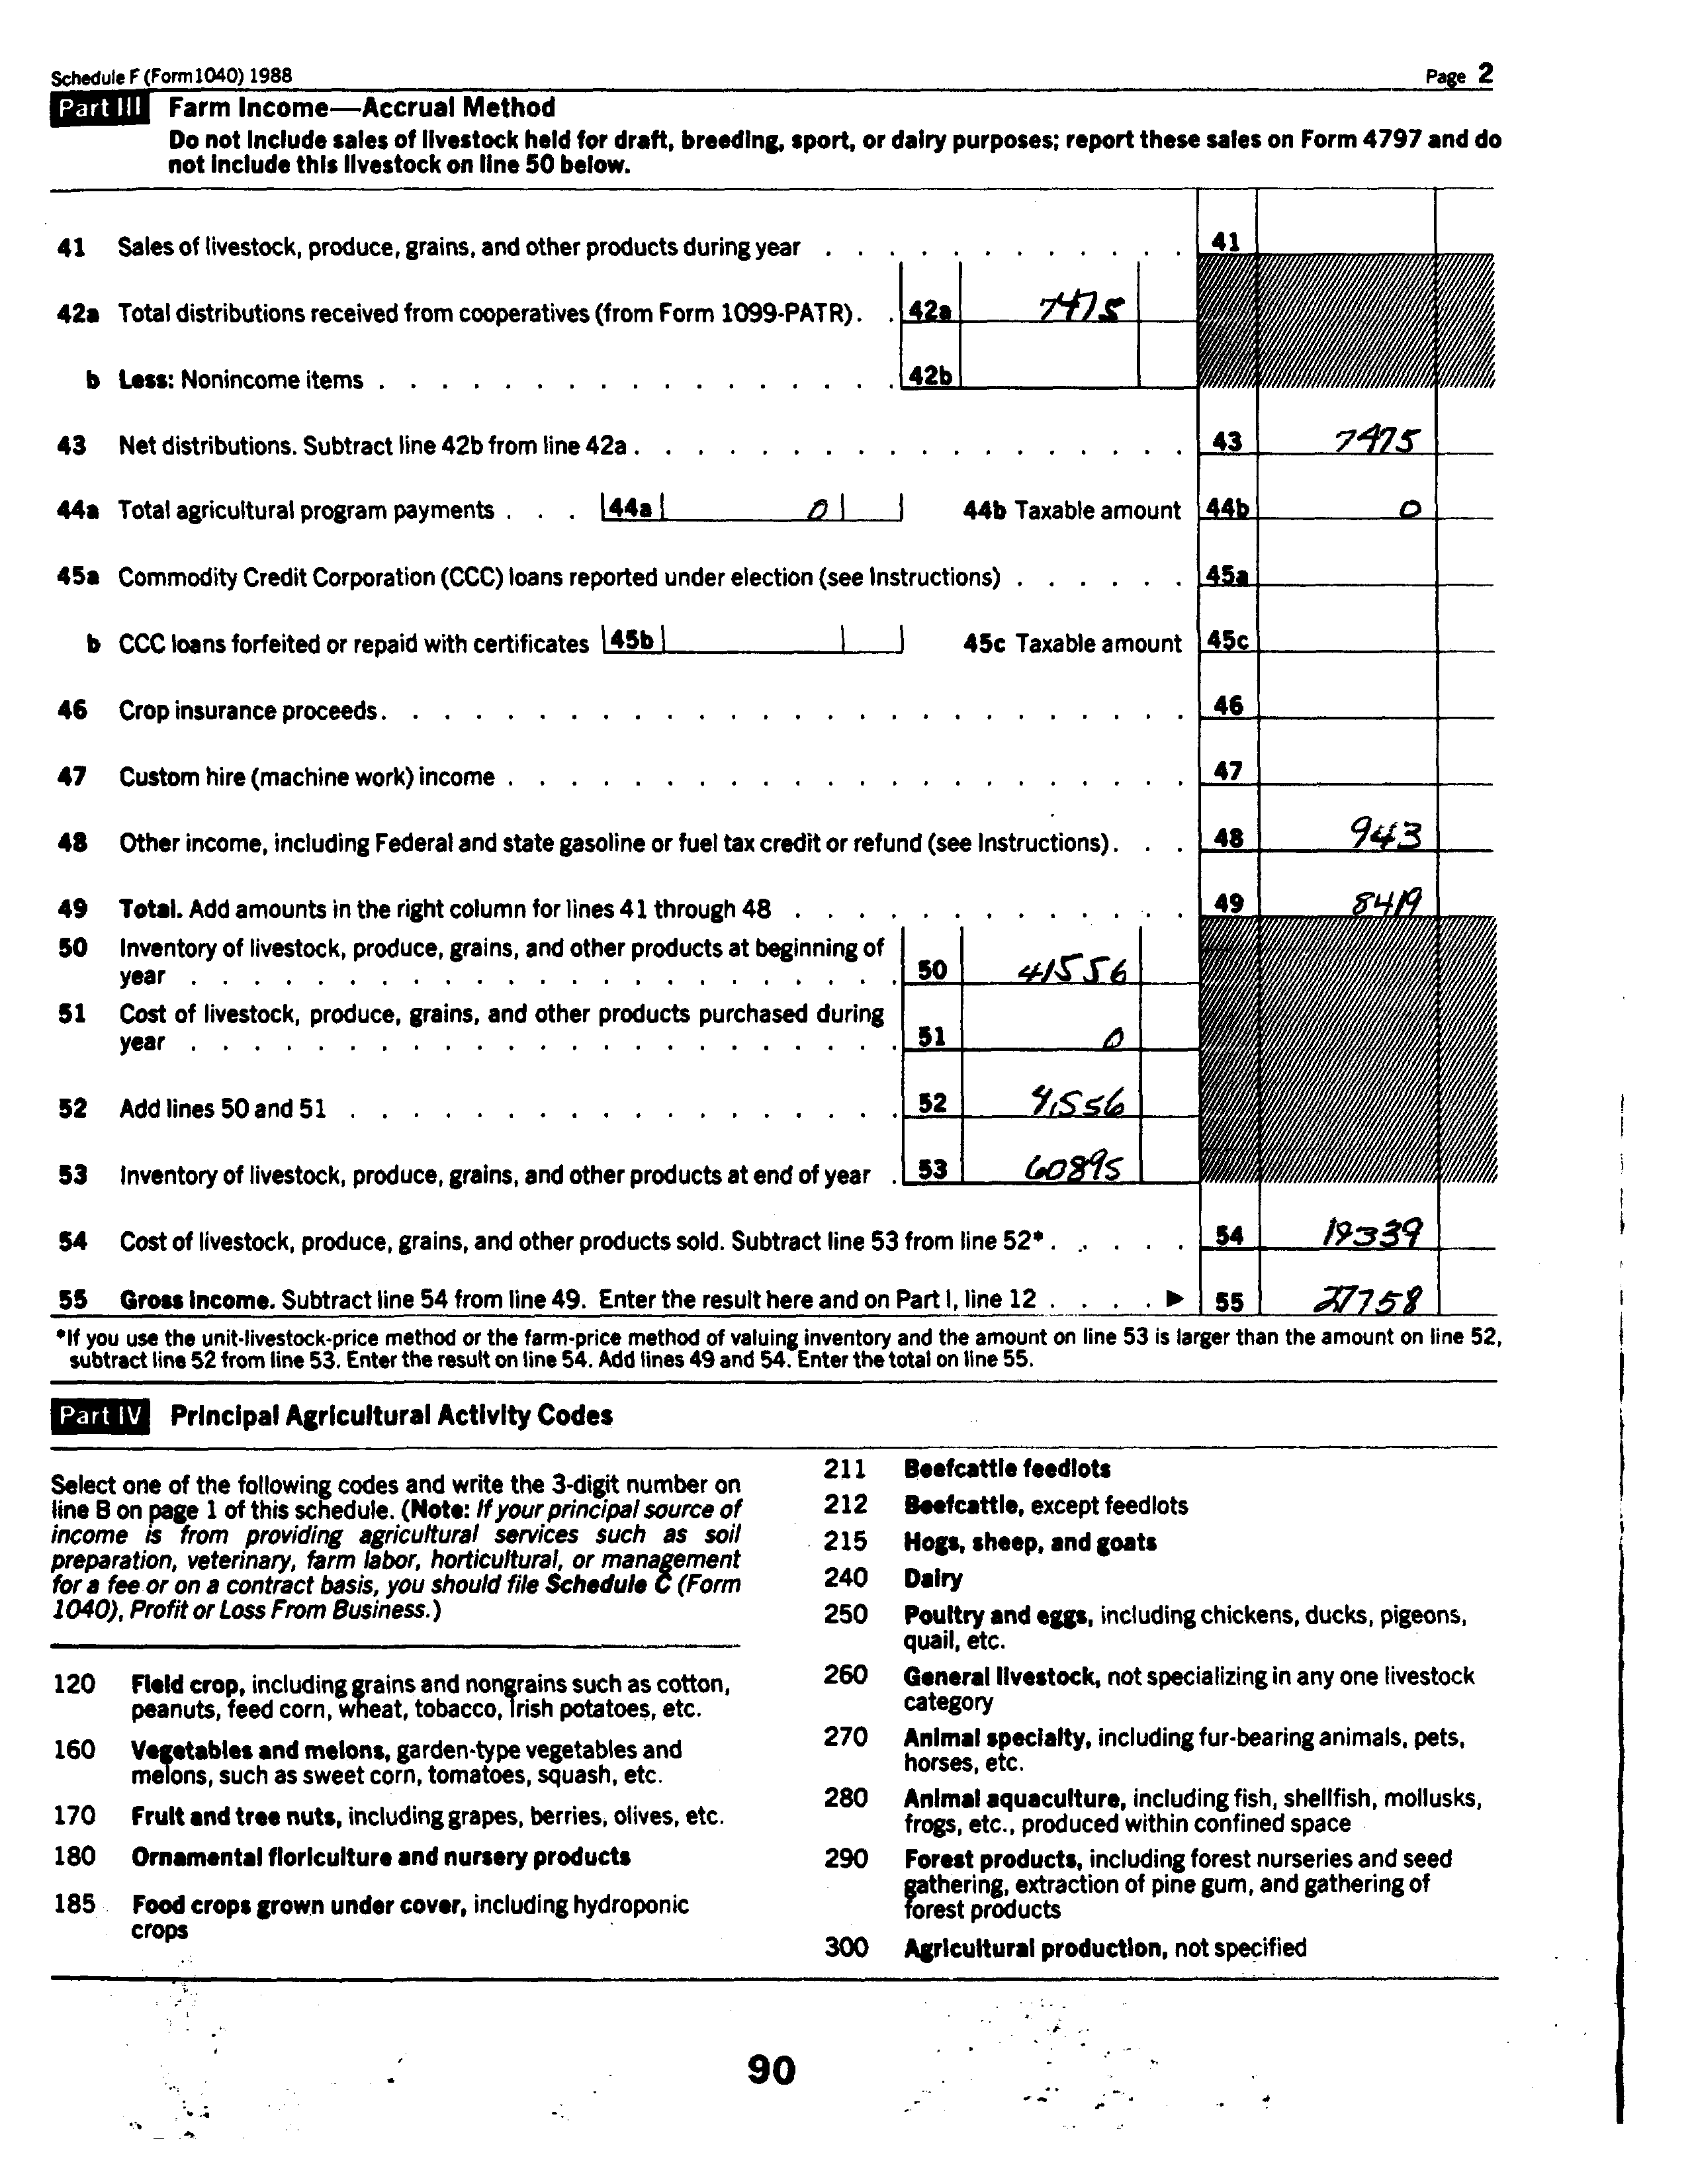 Schedule F (Form 1040) 1988 Page 2
Part III Farm Income—Accrual Method
Do not include sales of livestock held for draft, breeding, sport, or dairy purposes; report these sales on Form 4797 and do
not include this livestock on line 50 below.
41 Sales of livestock, produce, grains, and other products during year 41
42a Total distributions received from cooperatives (from Form 1099-PATR). 42a 7475
b Less: Nonincome items 42b
43 Net distributions. Subtract line 42b from line 42a 43 7475
44a Total agricultural program payments 44a 0 44b Taxable amount 44b 0
45a Commodity Credit Corporation (CCC) loans reported under election (see Instructions) 45a
b CCC loans forfeited or repaid with certificates 45b 45c Taxable amount 45c
46 Crop insurance proceeds 46
47 Custom hire (machine work) income 47
48 Other income, including Federal and state gasoline or fuel tax credit or refund (see Instructions) 48 943
49 Total. Add amounts in the right column for lines 41 through 48 49 8419
50 Inventory of livestock, produce, grains, and other products at beginning of
year 50 41556
51 Cost of livestock, produce, grains, and other products purchased during
year 51 0
52 Add lines 50 and 51 52 41556
53 Inventory of livestock, produce, grains, and other products at end of year 53 60895
54 Cost of livestock, produce, grains, and other products sold. Subtract line 53 from line 52* 54 19339
55 Gross income. Subtract line 54 from line 49. Enter the result here and on Part I, line 12 ▶ 55 27758
*If you use the unit-livestock-price method or the farm-price method of valuing inventory and the amount on line 53 is larger than the amount on line 52,
subtract line 52 from line 53. Enter the result on line 54. Add lines 49 and 54. Enter the total on line 55.
Part IV Principal Agricultural Activity Codes
Select one of the following codes and write the 3-digit number on
line B on page 1 of this schedule. (Note: If your principal source of
income is from providing agricultural services such as soil
preparation, veterinary, farm labor, horticultural, or management
for a fee or on a contract basis, you should file Schedule C (Form
1040), Profit or Loss From Business.)
120 Field crop, including grains and nongrains such as cotton,
peanuts, feed corn, wheat, tobacco, Irish potatoes, etc.
160 Vegetables and melons, garden-type vegetables and
melons, such as sweet corn, tomatoes, squash, etc.
170 Fruit and tree nuts, including grapes, berries, olives, etc.
180 Ornamental floriculture and nursery products
185 Food crops grown under cover, including hydroponic
crops
211 Beefcattle feedlots
212 Beefcattle, except feedlots
215 Hogs, sheep, and goats
240 Dairy
250 Poultry and eggs, including chickens, ducks, pigeons,
quail, etc.
260 General livestock, not specializing in any one livestock
category
270 Animal specialty, including fur-bearing animals, pets,
horses, etc.
280 Animal aquaculture, including fish, shellfish, mollusks,
frogs, etc., produced within confined space
290 Forest products, including forest nurseries and seed
gathering, extraction of pine gum, and gathering of
forest products
300 Agricultural production, not specified
90